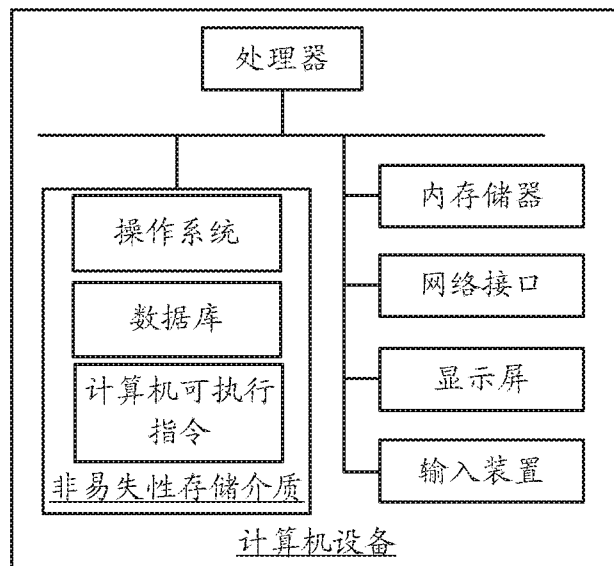 处理器
操作系统
数据库
计算机可执行
指令
非易失性存储介质
内存储器
网络接口
显示屏
输入装置
计算机设备